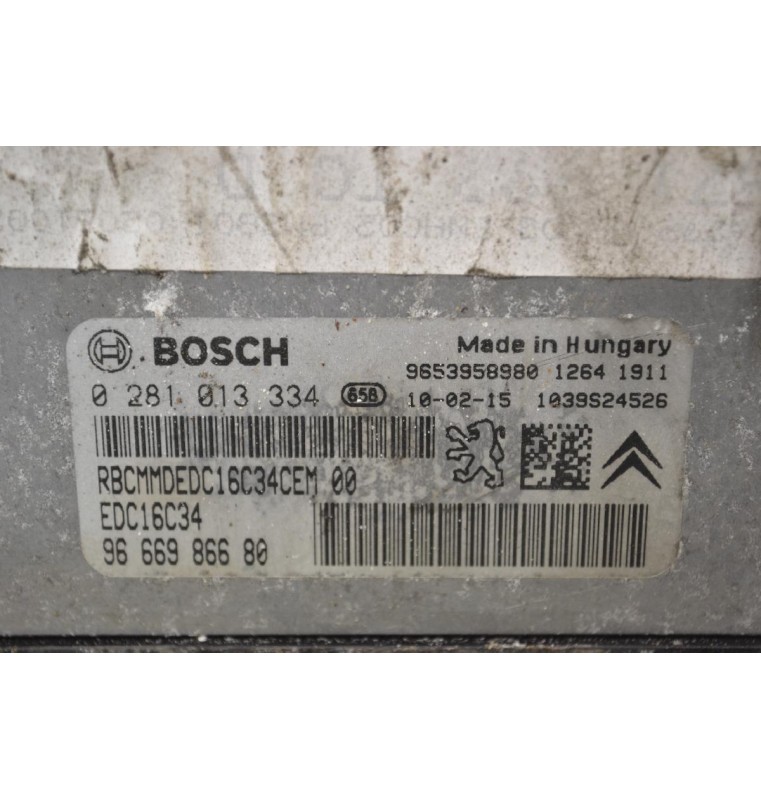 BOSCH
Made in Hungary
9653958980 1264 1911
0 281 013 334 658
10-02-15 1039S24526
RBCMMDEDC16C34CEM 00
EDC16C34
96 669 866 80